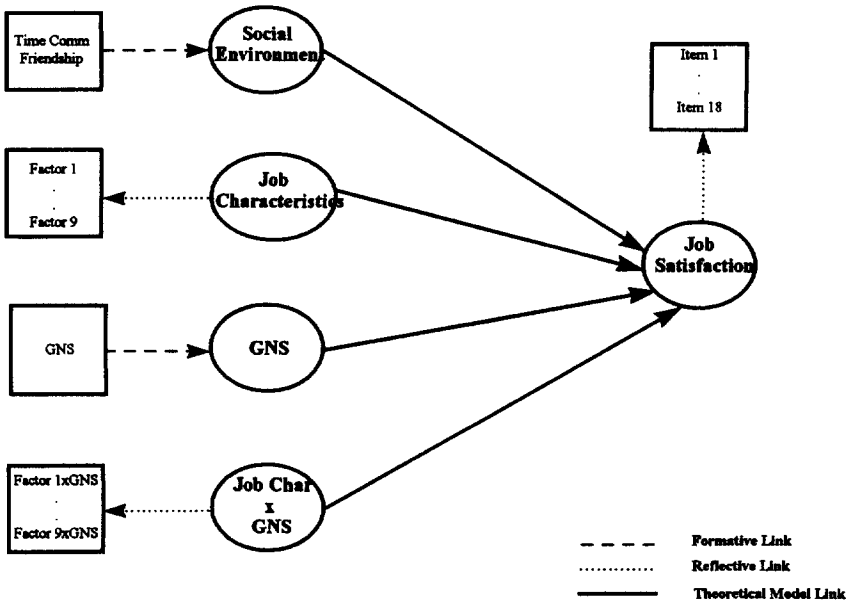 Time Comm
Friendship
Social
Environment
Item 1
.
.
Item 18
Factor 1
.
.
Factor 9
Job
Characteristics
Job
Satisfaction
GNS
GNS
Factor 1xGNS
.
.
Factor 9xGNS
Job Char
x
GNS
Formative Link
Reflective Link
Theoretical Model Link